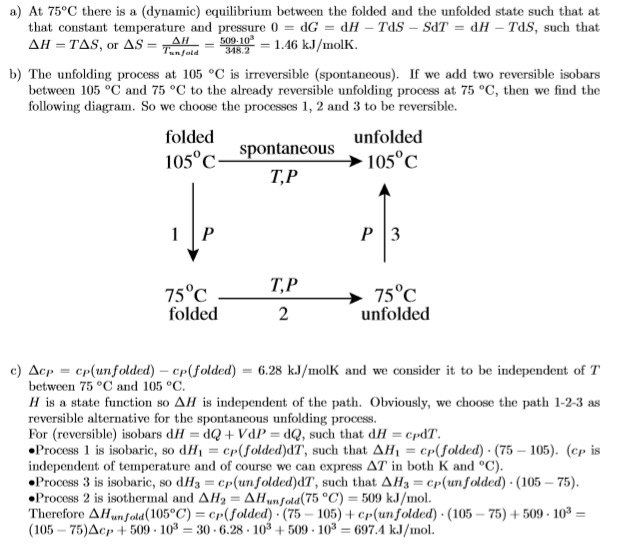 a) At 75°C there is a (dynamic) equilibrium between the folded and the unfolded state such that at
that constant temperature and pressure 0 = dG = dH − TdS − SdT = dH − TdS, such that
ΔH = TΔS, or ΔS = ΔH/T_unfold = 509·10³/348.2 = 1.46 kJ/molK.
b) The unfolding process at 105 °C is irreversible (spontaneous). If we add two reversible isobars
between 105 °C and 75 °C to the already reversible unfolding process at 75 °C, then we find the
following diagram. So we choose the processes 1, 2 and 3 to be reversible.
folded
unfolded
105°C
spontaneous
105°C
T,P
1 P
P 3
75°C
T,P
75°C
folded
2
unfolded
c) Δc_P = c_P(unfolded) − c_P(folded) = 6.28 kJ/molK and we consider it to be independent of T
between 75 °C and 105 °C.
H is a state function so ΔH is independent of the path. Obviously, we choose the path 1-2-3 as
reversible alternative for the spontaneous unfolding process.
For (reversible) isobars dH = dQ + VdP = dQ, such that dH = c_PdT.
•Process 1 is isobaric, so dH₁ = c_P(folded)dT, such that ΔH₁ = c_P(folded) · (75 − 105). (c_P is
independent of temperature and of course we can express ΔT in both K and °C).
•Process 3 is isobaric, so dH₃ = c_P(unfolded)dT, such that ΔH₃ = c_P(unfolded) · (105 − 75).
•Process 2 is isothermal and ΔH₂ = ΔH_unfold(75 °C) = 509 kJ/mol.
Therefore ΔH_unfold(105°C) = c_P(folded) · (75 − 105) + c_P(unfolded) · (105 − 75) + 509 · 10³ =
(105 − 75)Δc_P + 509 · 10³ = 30 · 6.28 · 10³ + 509 · 10³ = 697.4 kJ/mol.